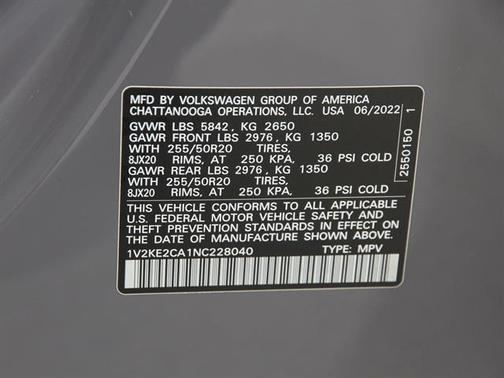 MFD BY VOLKSWAGEN GROUP OF AMERICA
CHATTANOOGA OPERATIONS, LLC. USA 06/2022
GVWR LBS 5842, KG 2650
GAWR FRONT LBS 2976, KG 1350
WITH 255/50R20 TIRES,
8JX20 RIMS, AT 250 KPA, 36 PSI COLD
GAWR REAR LBS 2976, KG 1350
WITH 255/50R20 TIRES,
8JX20 RIMS, AT 250 KPA, 36 PSI COLD
THIS VEHICLE CONFORMS TO ALL APPLICABLE
U.S. FEDERAL MOTOR VEHICLE SAFETY AND
THEFT PREVENTION STANDARDS IN EFFECT ON
THE DATE OF MANUFACTURE SHOWN ABOVE.
1V2KE2CA1NC228040 TYPE: MPV
2550150 1